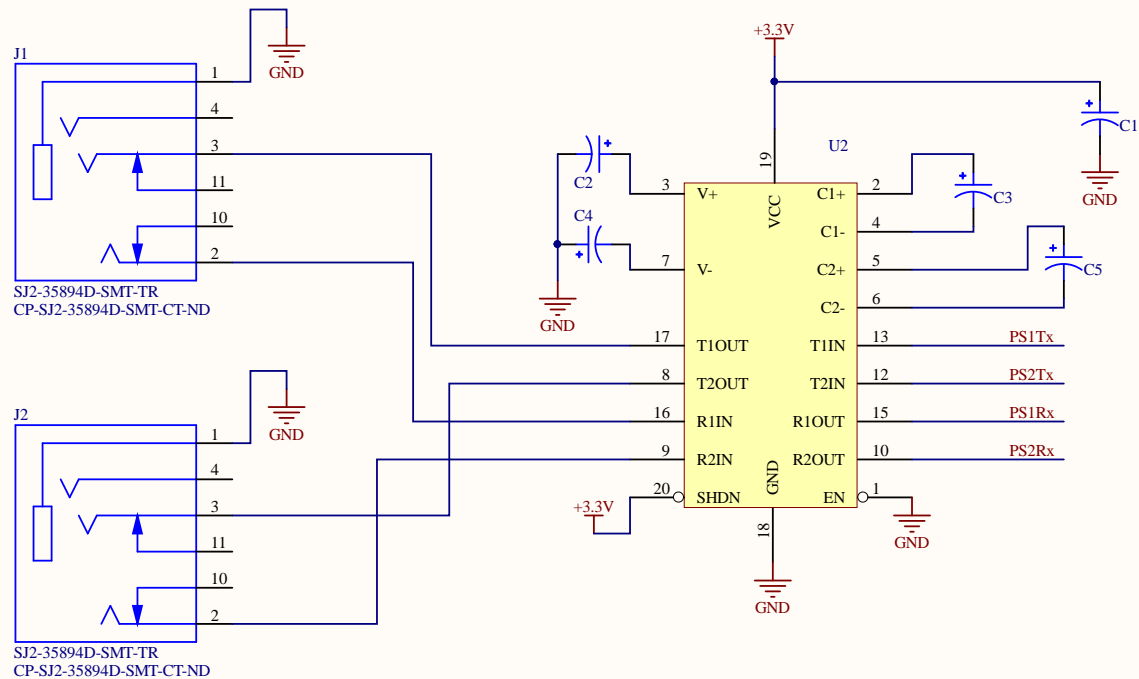 J1
1
4
3
11
10
2
SJ2-35894D-SMT-TR
CP-SJ2-35894D-SMT-CT-ND
GND
J2
1
4
3
11
10
2
SJ2-35894D-SMT-TR
CP-SJ2-35894D-SMT-CT-ND
GND
+3.3V
C1
GND
U2
C2
C4
GND
C3
C5
19
VCC
3 V+
7 V-
17 T1OUT
8 T2OUT
16 R1IN
9 R2IN
20 SHDN
+3.3V
C1+ 2
C1- 4
C2+ 5
C2- 6
T1IN 13 PS1Tx
T2IN 12 PS2Tx
R1OUT 15 PS1Rx
R2OUT 10 PS2Rx
EN 1
GND
GND
18
GND